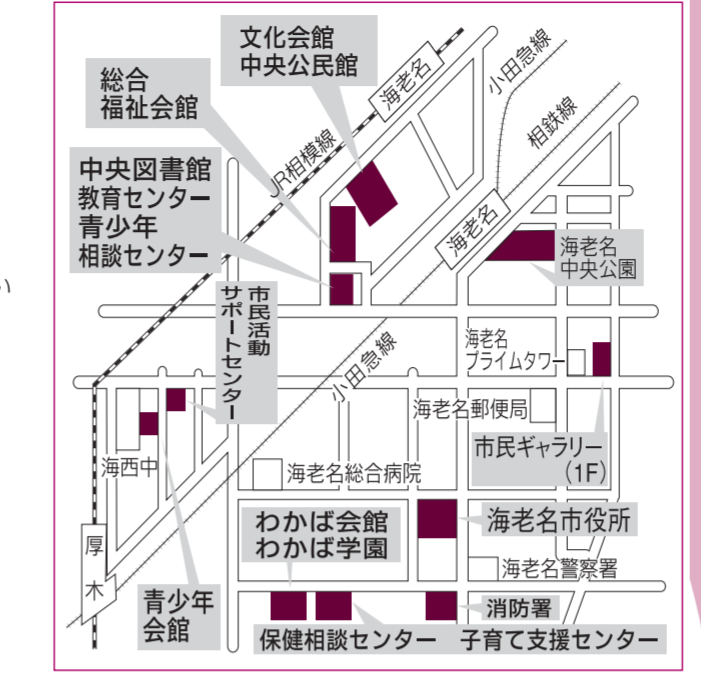 文化会館
中央公民館
総合
福祉会館
海老名
小田急線
相鉄線
JR相模線
中央図書館
教育センター
青少年
相談センター
海老名
海老名
中央公園
い
市民活動
サポートセンター
小田急線
海老名
プライムタワー
海老名郵便局
市民ギャラリー
(1F)
海西中
海老名総合病院
わかば会館
わかば学園
海老名市役所
厚木
海老名警察署
青少年
会館
消防署
保健相談センター
子育て支援センター